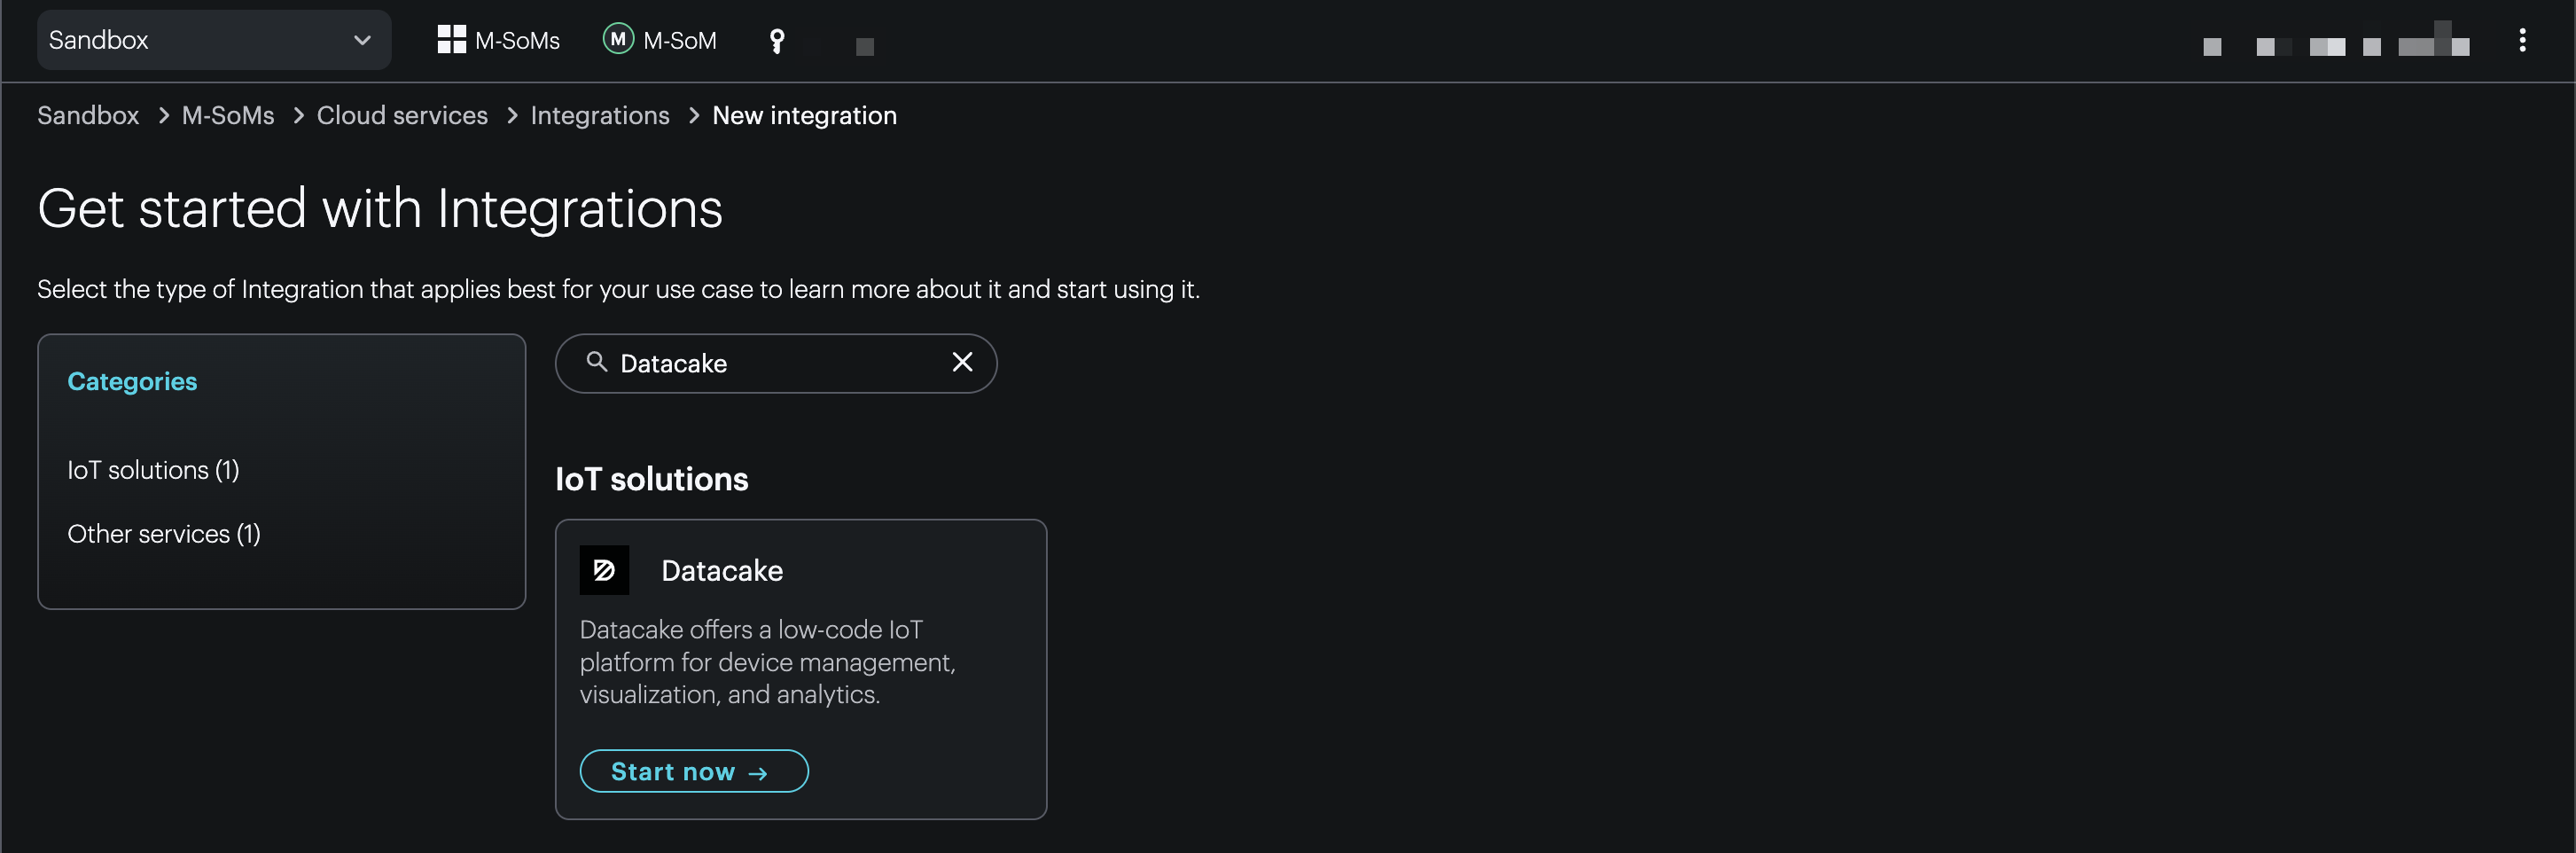 Sandbox M-SoMs M M-SoM
Sandbox > M-SoMs > Cloud services > Integrations > New integration
Get started with Integrations
Select the type of Integration that applies best for your use case to learn more about it and start using it.
Categories
IoT solutions (1)
Other services (1)
Datacake
IoT solutions
Datacake
Datacake offers a low-code IoT
platform for device management,
visualization, and analytics.
Start now →